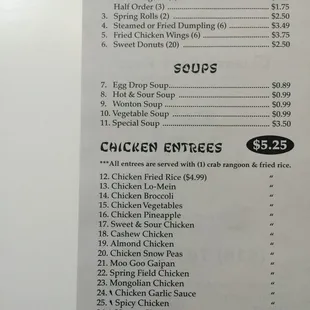 Half Order (3) $1.75
3. Spring Rolls (2) $2.50
4. Steamed or Fried Dumpling (6) $3.49
5. Fried Chicken Wings (6) $3.75
6. Sweet Donuts (20) $2.50
SOUPS
7. Egg Drop Soup $0.89
8. Hot & Sour Soup $0.99
9. Wonton Soup $0.99
10. Vegetable Soup $0.99
11. Special Soup $3.50
CHICKEN ENTREES $5.25
***All entrees are served with (1) crab rangoon & fried rice.
12. Chicken Fried Rice ($4.99) "
13. Chicken Lo-Mein "
14. Chicken Broccoli "
15. Chicken Vegetables "
16. Chicken Pineapple "
17. Sweet & Sour Chicken "
18. Cashew Chicken "
19. Almond Chicken "
20. Chicken Snow Peas "
21. Moo Goo Gaipan "
22. Spring Field Chicken "
23. Mongolian Chicken "
24. Chicken Garlic Sauce "
25. Spicy Chicken "